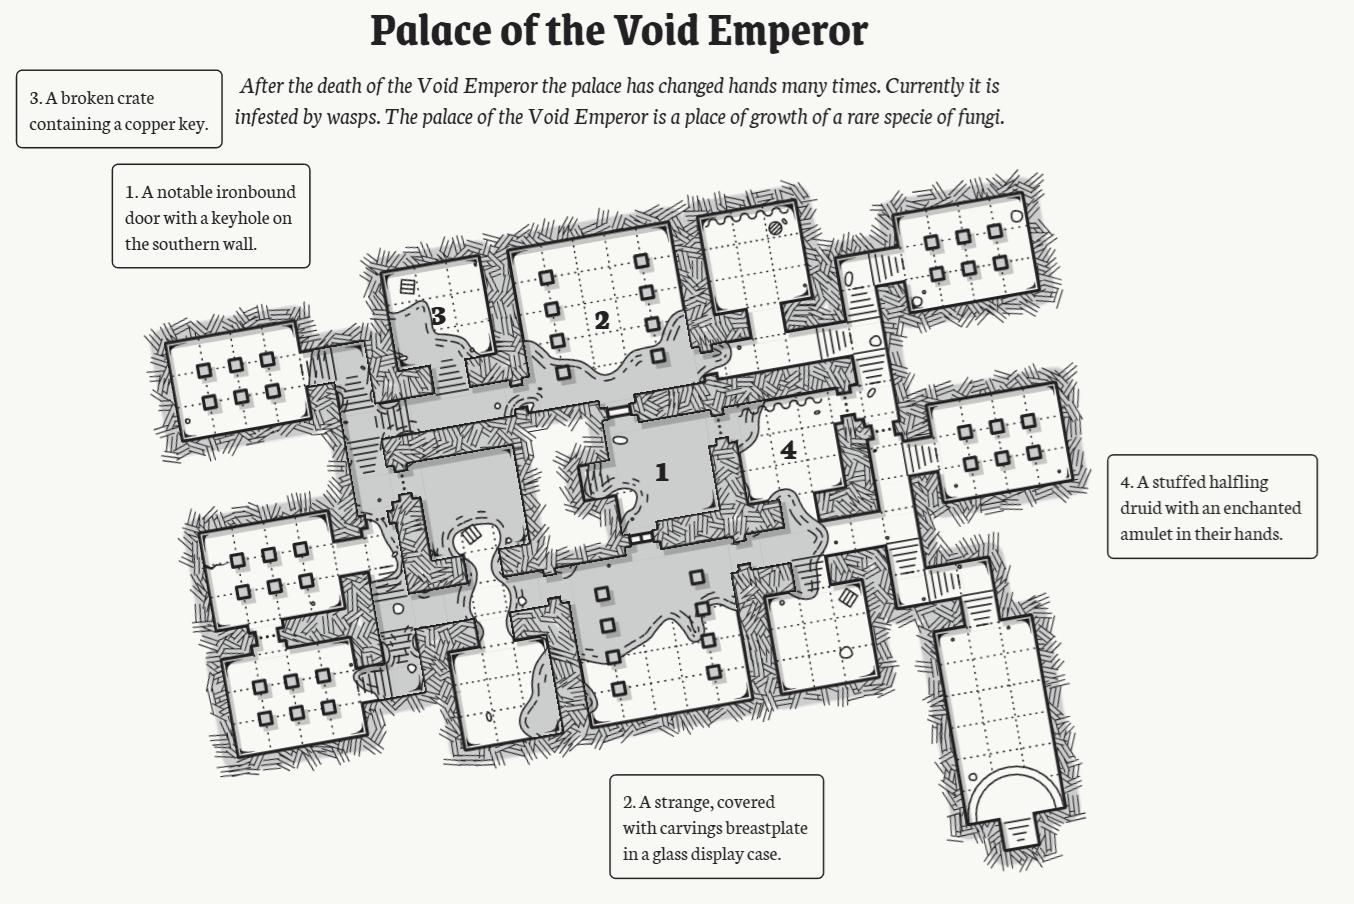 Palace of the Void Emperor
After the death of the Void Emperor the palace has changed hands many times. Currently it is
infested by wasps. The palace of the Void Emperor is a place of growth of a rare specie of fungi.
3. A broken crate
containing a copper key.
1. A notable ironbound
door with a keyhole on
the southern wall.
3
2
4
1
4. A stuffed halfling
druid with an enchanted
amulet in their hands.
2. A strange, covered
with carvings breastplate
in a glass display case.